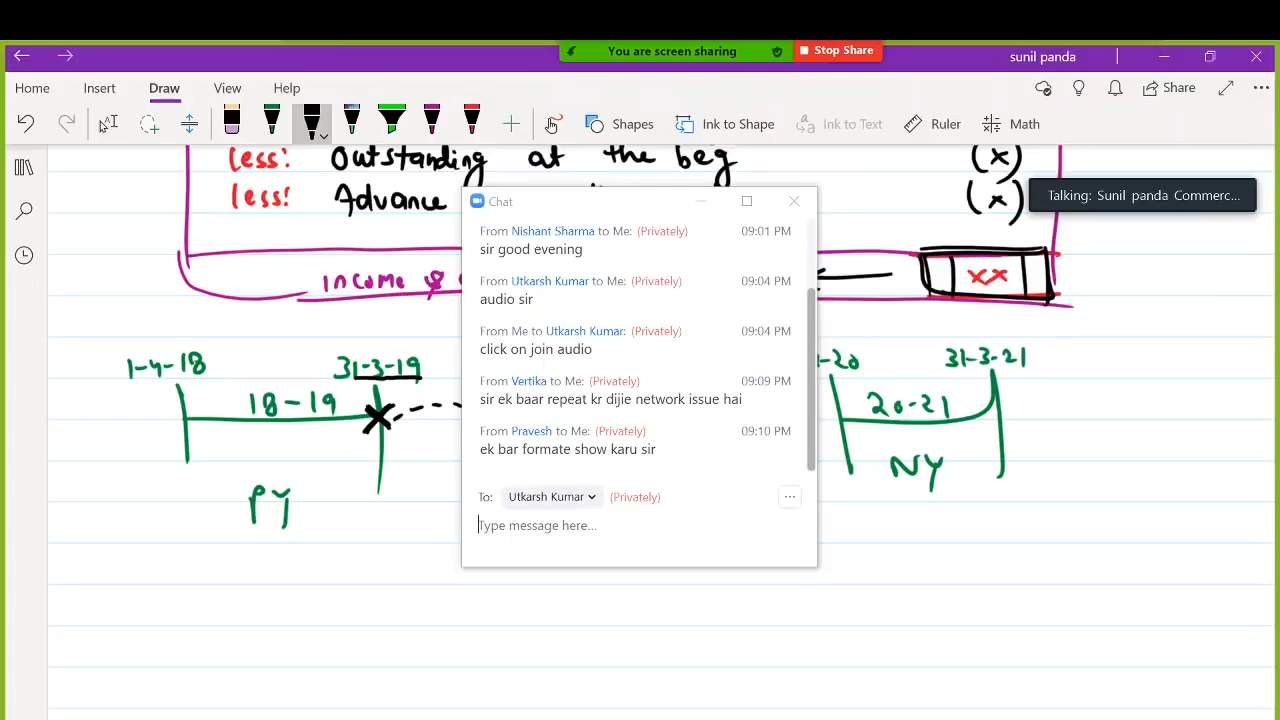 You are screen sharing
Stop Share
sunil panda
Home Insert Draw View Help
Share
Shapes
Ink to Shape
Ink to Text
Ruler
Math
less: Outstanding at the beg (x)
less! Advance (x)
Talking: Sunil panda Commerc...
Chat
From Nishant Sharma to Me: (Privately) 09:01 PM
sir good evening
From Utkarsh Kumar to Me: (Privately) 09:04 PM
audio sir
From Me to Utkarsh Kumar: (Privately) 09:04 PM
click on join audio
From Vertika to Me: (Privately) 09:09 PM
sir ek baar repeat kr dijie network issue hai
From Pravesh to Me: (Privately) 09:10 PM
ek bar formate show karu sir
To: Utkarsh Kumar (Privately)
Type message here...
Income &
xx
1-4-18 31-3-19 -20 31-3-21
18-19 20-21
PY NY